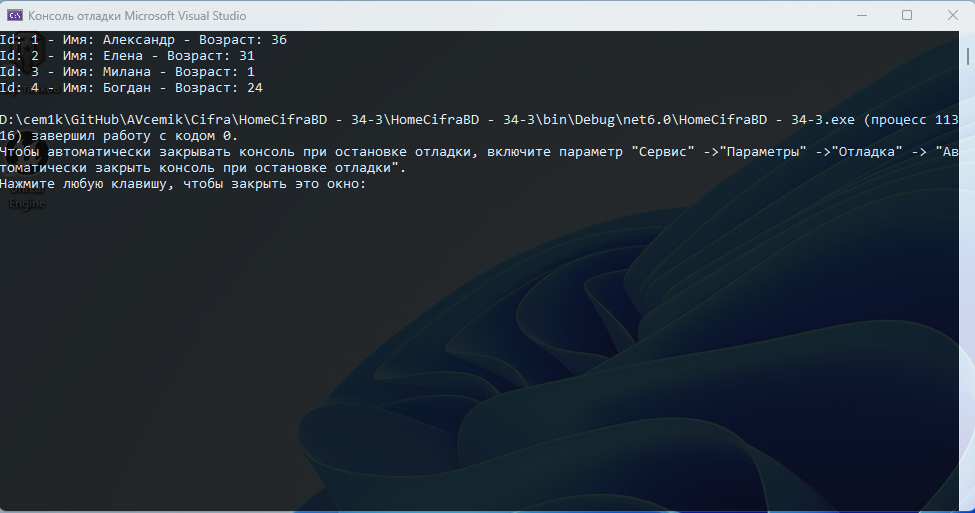 Консоль отладки Microsoft Visual Studio
Id: 1 - Имя: Александр - Возраст: 36
Id: 2 - Имя: Елена - Возраст: 31
Id: 3 - Имя: Милана - Возраст: 1
Id: 4 - Имя: Богдан - Возраст: 24
D:\cem1k\GitHub\AVcemik\Cifra\HomeCifraBD - 34-3\HomeCifraBD - 34-3\bin\Debug\net6.0\HomeCifraBD - 34-3.exe (процесс 113
16) завершил работу с кодом 0.
Чтобы автоматически закрывать консоль при остановке отладки, включите параметр "Сервис" ->"Параметры" ->"Отладка" -> "Ав
томатически закрыть консоль при остановке отладки".
Нажмите любую клавишу, чтобы закрыть это окно:
Engine